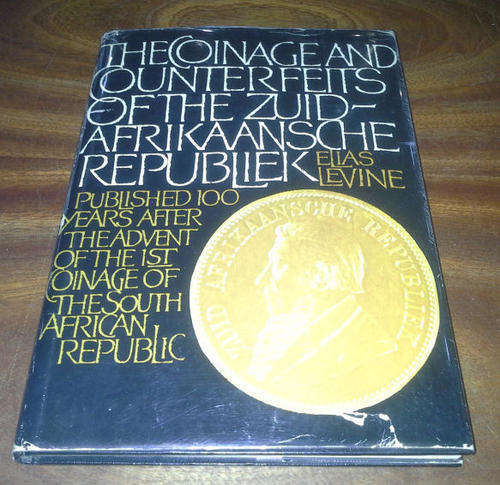 THE COINAGE AND
COUNTERFEITS
OF THE ZUID-
AFRIKAANSCHE
REPUBLIEK
ELIAS
LEVINE
PUBLISHED 100
YEARS AFTER
THE ADVENT
OF THE 1ST
COINAGE OF
THE SOUTH
AFRICAN
REPUBLIC
ZUID AFRIKAANSCHE REPUBLIEK